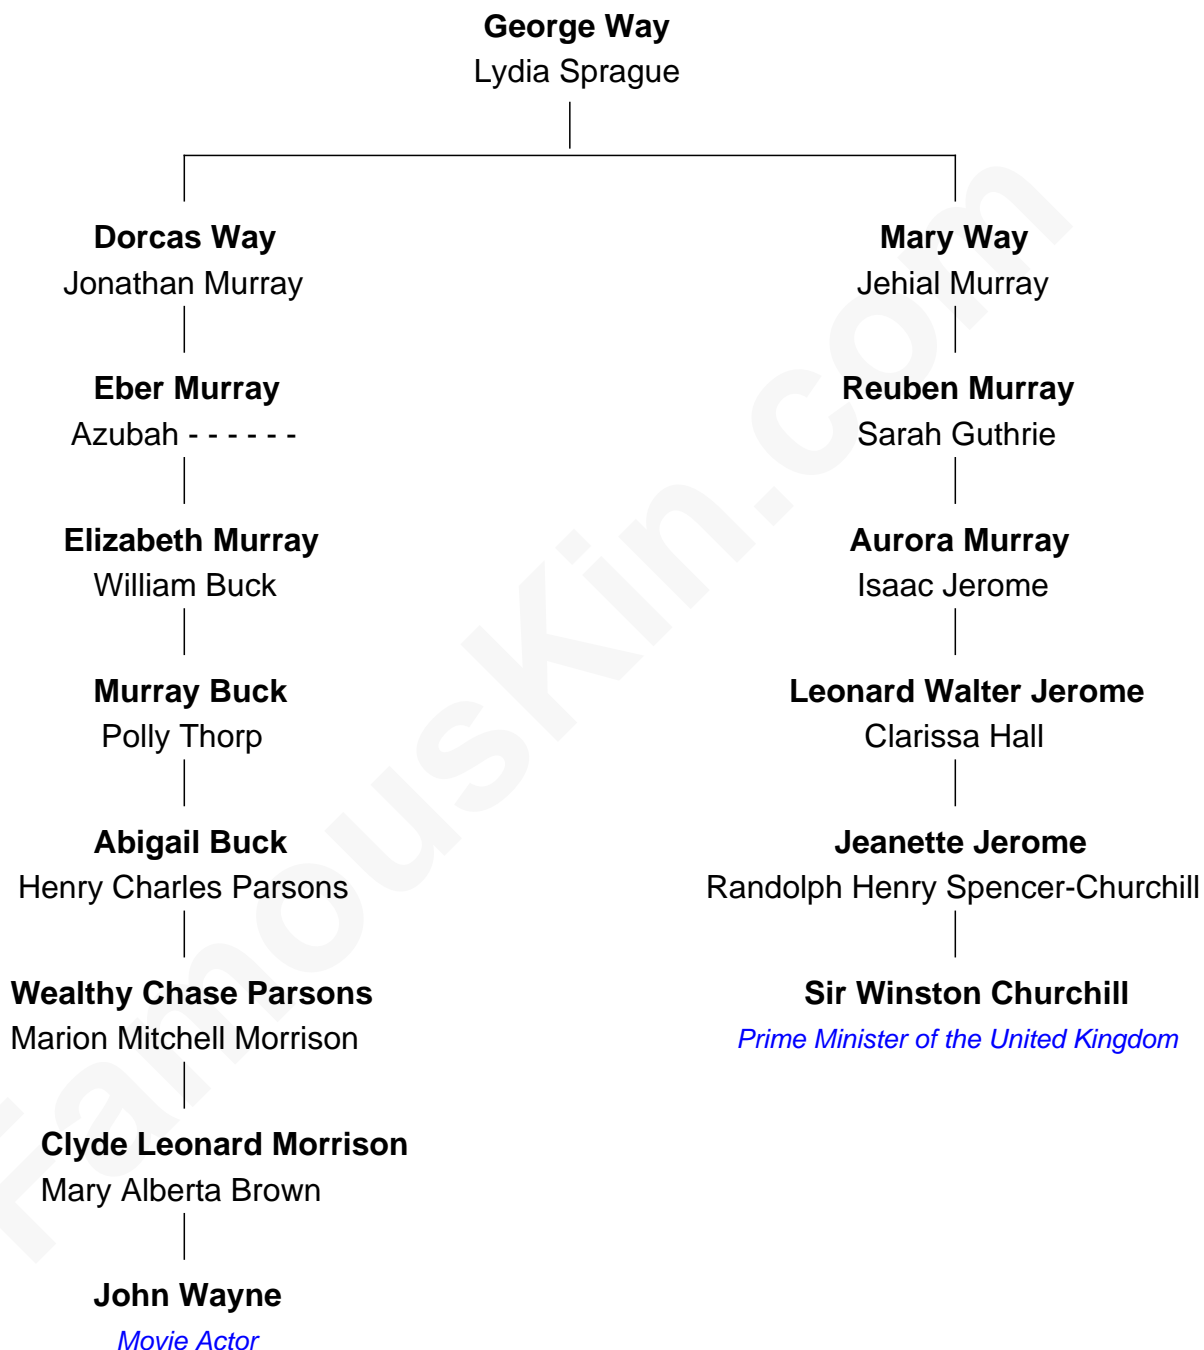 George Way
Lydia Sprague
Dorcas Way
Jonathan Murray
Eber Murray
Azubah - - - - - -
Elizabeth Murray
William Buck
Murray Buck
Polly Thorp
Abigail Buck
Henry Charles Parsons
Wealthy Chase Parsons
Marion Mitchell Morrison
Clyde Leonard Morrison
Mary Alberta Brown
John Wayne
Movie Actor
Mary Way
Jehial Murray
Reuben Murray
Sarah Guthrie
Aurora Murray
Isaac Jerome
Leonard Walter Jerome
Clarissa Hall
Jeanette Jerome
Randolph Henry Spencer-Churchill
Sir Winston Churchill
Prime Minister of the United Kingdom
FamousKin.com